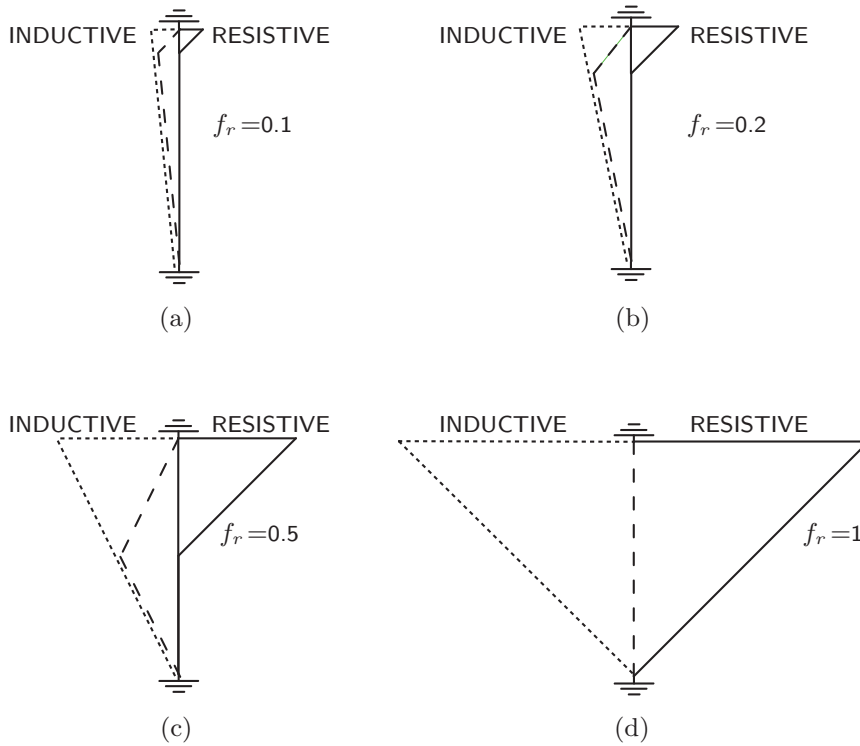 INDUCTIVE RESISTIVE
f_r=0.1
(a)
INDUCTIVE RESISTIVE
f_r=0.2
(b)
INDUCTIVE RESISTIVE
f_r=0.5
(c)
INDUCTIVE RESISTIVE
f_r=1
(d)